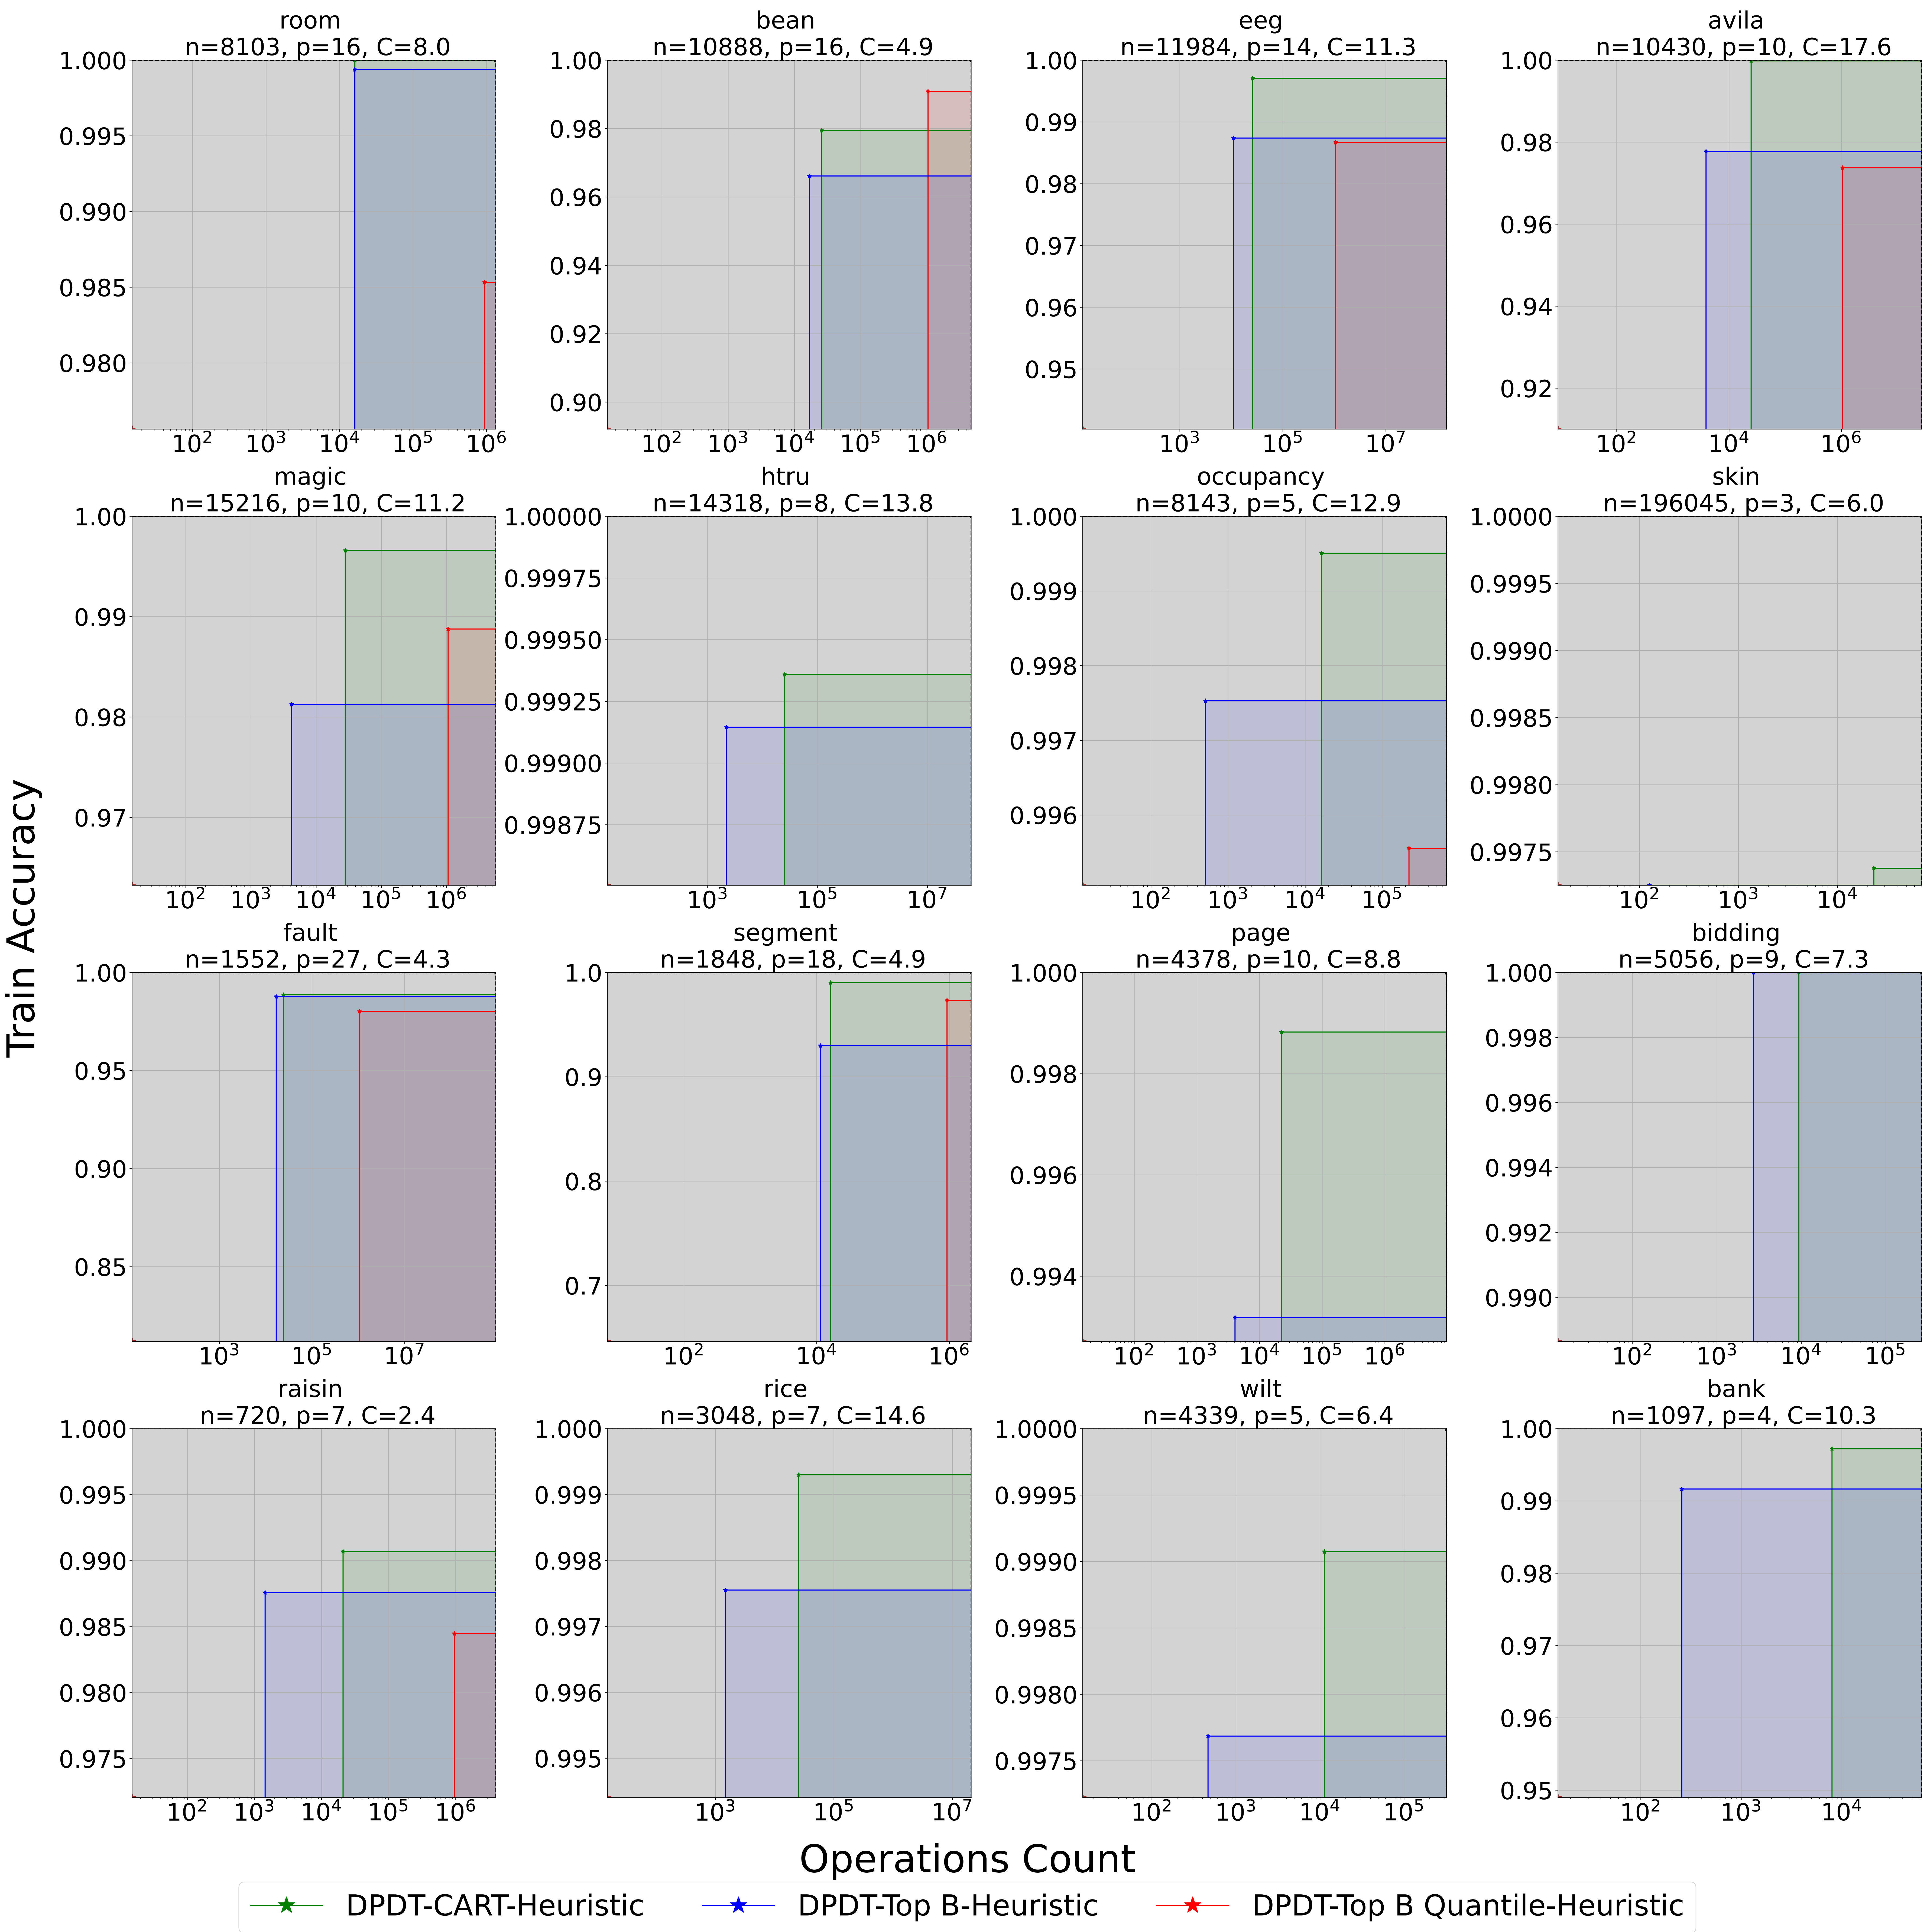 room
n=8103, p=16, C=8.0
1.000
0.995
0.990
0.985
0.980
10² 10³ 10⁴ 10⁵ 10⁶
bean
n=10888, p=16, C=4.9
1.00
0.98
0.96
0.94
0.92
0.90
10² 10³ 10⁴ 10⁵ 10⁶
eeg
n=11984, p=14, C=11.3
1.00
0.99
0.98
0.97
0.96
0.95
10³ 10⁵ 10⁷
avila
n=10430, p=10, C=17.6
1.00
0.98
0.96
0.94
0.92
10² 10⁴ 10⁶
magic
n=15216, p=10, C=11.2
1.00
0.99
0.98
0.97
10² 10³ 10⁴ 10⁵ 10⁶
htru
n=14318, p=8, C=13.8
1.00000
0.99975
0.99950
0.99925
0.99900
0.99875
10³ 10⁵ 10⁷
occupancy
n=8143, p=5, C=12.9
1.000
0.999
0.998
0.997
0.996
10² 10³ 10⁴ 10⁵
skin
n=196045, p=3, C=6.0
1.0000
0.9995
0.9990
0.9985
0.9980
0.9975
10² 10³ 10⁴
Train Accuracy
fault
n=1552, p=27, C=4.3
1.00
0.95
0.90
0.85
10³ 10⁵ 10⁷
segment
n=1848, p=18, C=4.9
1.0
0.9
0.8
0.7
10² 10⁴ 10⁶
page
n=4378, p=10, C=8.8
1.000
0.998
0.996
0.994
10² 10³ 10⁴ 10⁵ 10⁶
bidding
n=5056, p=9, C=7.3
1.000
0.998
0.996
0.994
0.992
0.990
10² 10³ 10⁴ 10⁵
raisin
n=720, p=7, C=2.4
1.000
0.995
0.990
0.985
0.980
0.975
10² 10³ 10⁴ 10⁵ 10⁶
rice
n=3048, p=7, C=14.6
1.000
0.999
0.998
0.997
0.996
0.995
10³ 10⁵ 10⁷
wilt
n=4339, p=5, C=6.4
1.0000
0.9995
0.9990
0.9985
0.9980
0.9975
10² 10³ 10⁴ 10⁵
bank
n=1097, p=4, C=10.3
1.00
0.99
0.98
0.97
0.96
0.95
10² 10³ 10⁴
Operations Count
DPDT-CART-Heuristic DPDT-Top B-Heuristic DPDT-Top B Quantile-Heuristic